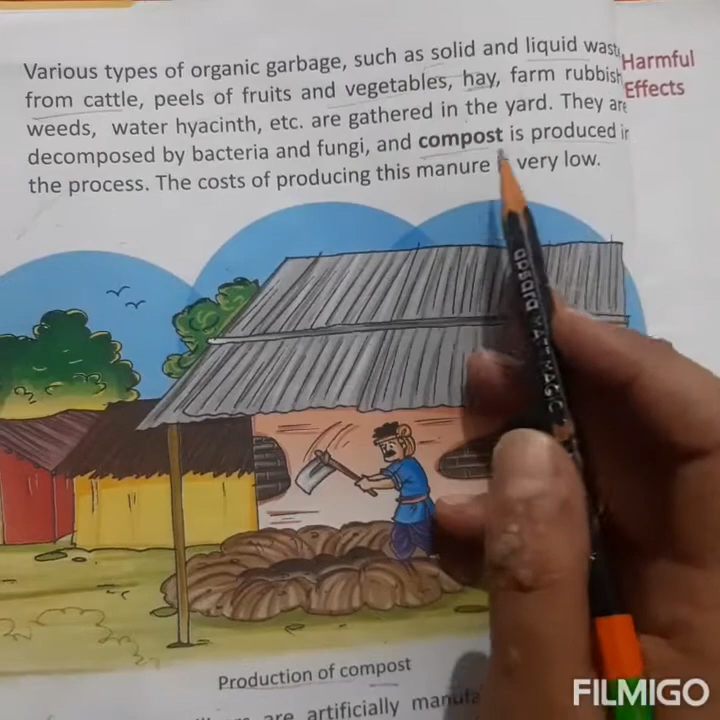 Various types of organic garbage, such as solid and liquid wast
from cattle, peels of fruits and vegetables, hay, farm rubbish
weeds, water hyacinth, etc. are gathered in the yard. They are
decomposed by bacteria and fungi, and compost is produced in
the process. The costs of producing this manure very low.
Harmful
Effects
apsara
Production of compost
are artificially
FILMIGO